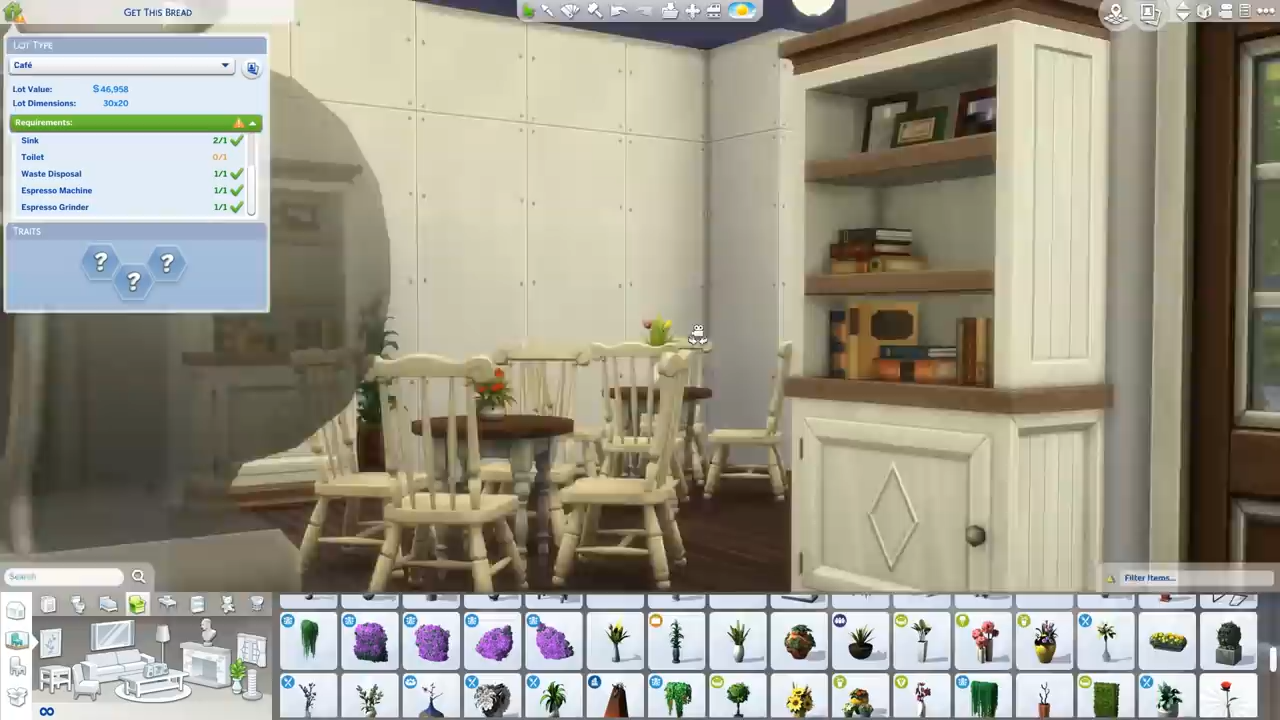 GET THIS BREAD
LOT TYPE
Café
Lot Value: §46,958
Lot Dimensions: 30x20
Requirements:
Sink 2/1
Toilet 0/1
Waste Disposal 1/1
Espresso Machine 1/1
Espresso Grinder 1/1
TRAITS
? ? ?
Search
Filter Items...